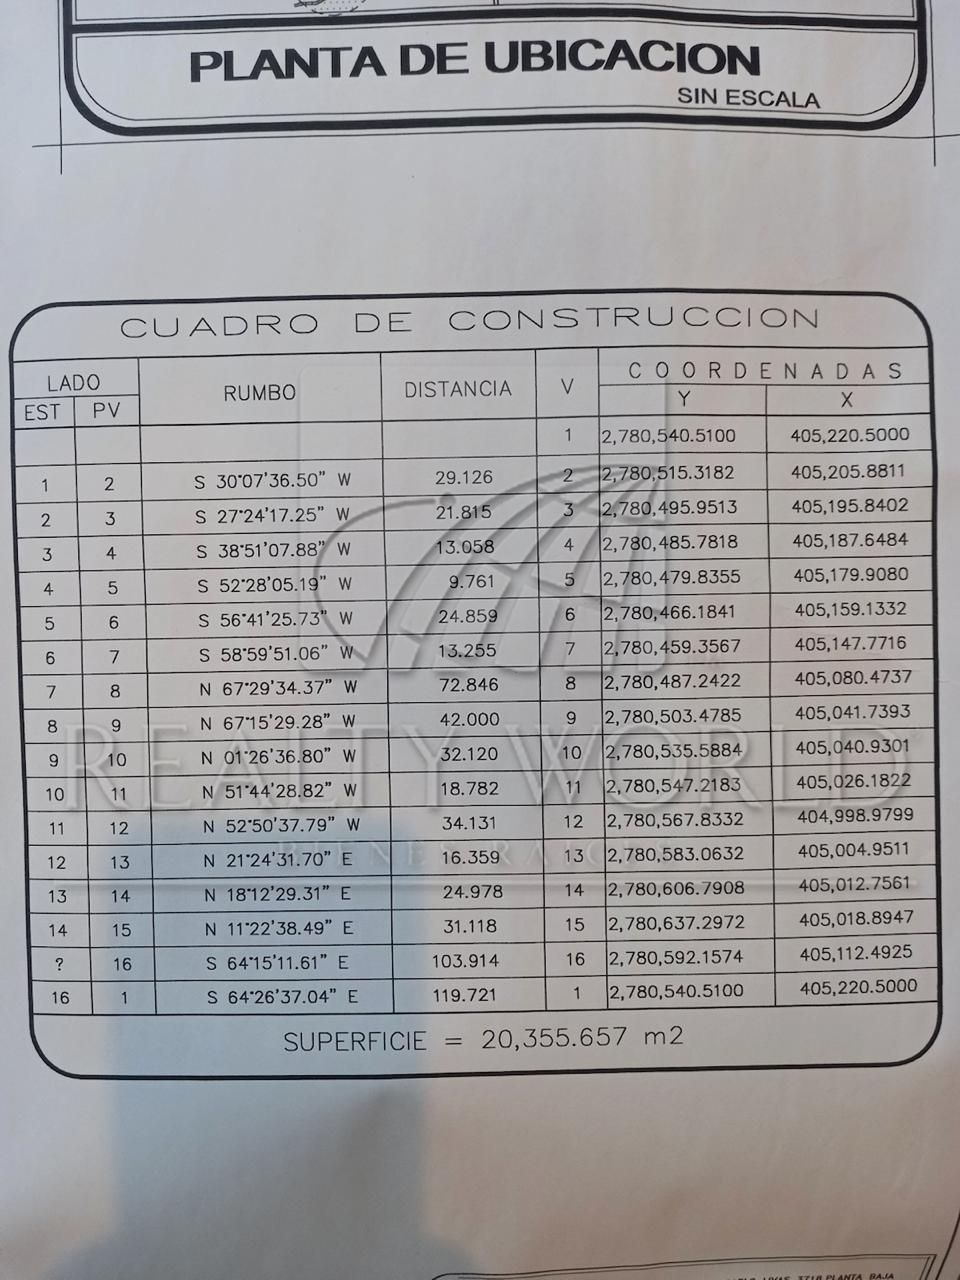 PLANTA DE UBICACION
SIN ESCALA
CUADRO DE CONSTRUCCION
LADO RUMBO DISTANCIA V COORDENADAS
EST PV Y X
1 2,780,540.5100 405,220.5000
1 2 S 30°07'36.50" W 29.126 2 2,780,515.3182 405,205.8811
2 3 S 27°24'17.25" W 21.815 3 2,780,495.9513 405,195.8402
3 4 S 38°51'07.88" W 13.058 4 2,780,485.7818 405,187.6484
4 5 S 52°28'05.19" W 9.761 5 2,780,479.8355 405,179.9080
5 6 S 56°41'25.73" W 24.859 6 2,780,466.1841 405,159.1332
6 7 S 58°59'51.06" W 13.255 7 2,780,459.3567 405,147.7716
7 8 N 67°29'34.37" W 72.846 8 2,780,487.2422 405,080.4737
8 9 N 67°15'29.28" W 42.000 9 2,780,503.4785 405,041.7393
9 10 N 01°26'36.80" W 32.120 10 2,780,535.5884 405,040.9301
10 11 N 51°44'28.82" W 18.782 11 2,780,547.2183 405,026.1822
11 12 N 52°50'37.79" W 34.131 12 2,780,567.8332 404,998.9799
12 13 N 21°24'31.70" E 16.359 13 2,780,583.0632 405,004.9511
13 14 N 18°12'29.31" E 24.978 14 2,780,606.7908 405,012.7561
14 15 N 11°22'38.49" E 31.118 15 2,780,637.2972 405,018.8947
? 16 S 64°15'11.61" E 103.914 16 2,780,592.1574 405,112.4925
16 1 S 64°26'37.04" E 119.721 1 2,780,540.5100 405,220.5000
SUPERFICIE = 20,355.657 m2
REALTY WORLD
BIENES RAICES
3718 PLANTA BAJA